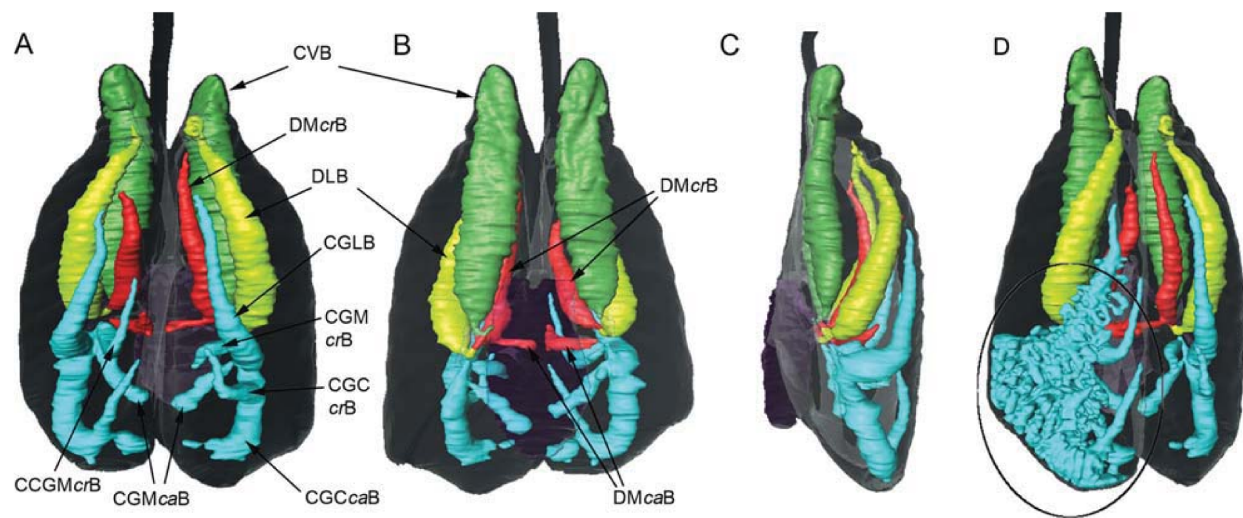 A
B
C
D
CVB
DMcrB
DLB
DMcrB
CGLB
CGM
crB
CGC
crB
CCGMcrB
CGMcaB
CGCcaB
DMcaB